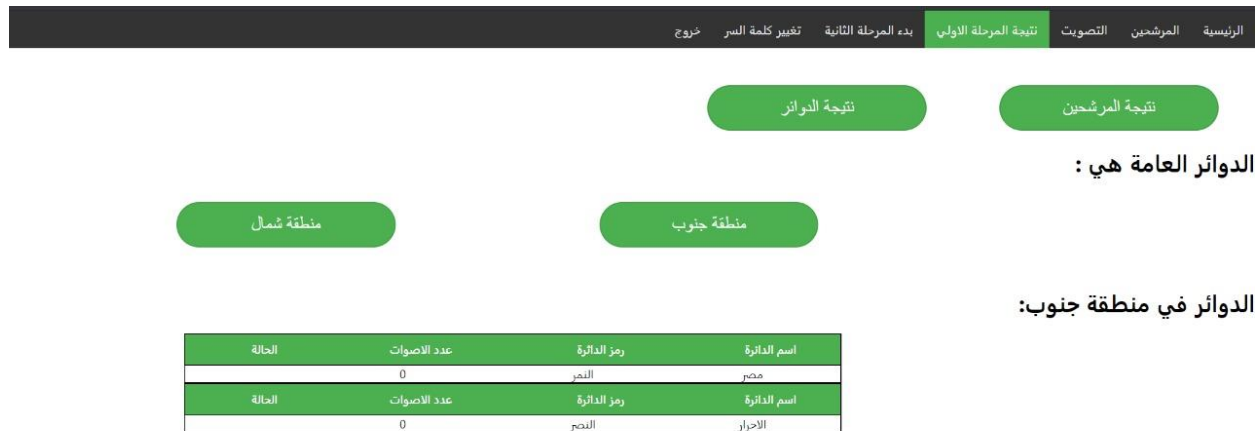 الرئيسية المرشحين التصويت نتيجة المرحلة الاولي بدء المرحلة الثانية تغيير كلمة السر خروج
نتيجة المرشحين نتيجة الدوائر
الدوائر العامة هي :
منطقة جنوب منطقة شمال
الدوائر في منطقة جنوب:
اسم الدائرة رمز الدائرة عدد الاصوات الحالة
مصر النمر 0
اسم الدائرة رمز الدائرة عدد الاصوات الحالة
الاحرار النصر 0